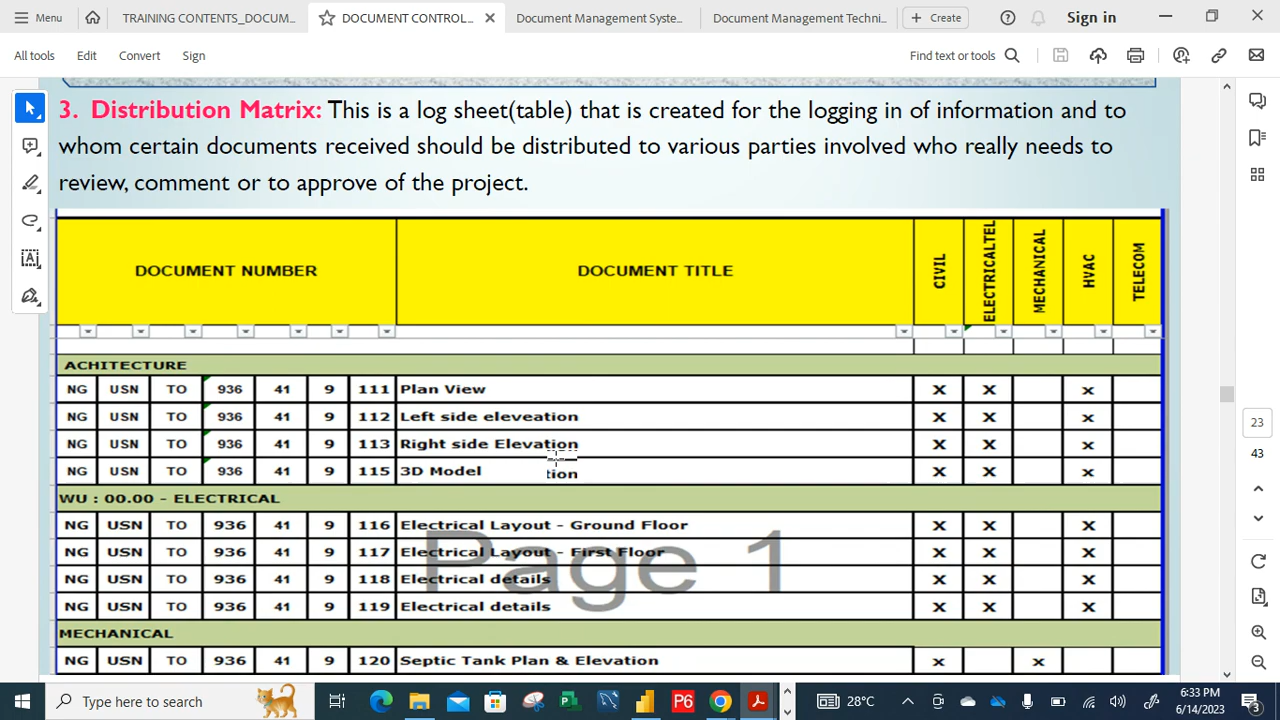 Menu
TRAINING CONTENTS_DOCUM...
DOCUMENT CONTROL...
Document Management Syste...
Document Management Techni...
Create
Sign in
All tools Edit Convert Sign
Find text or tools
3. Distribution Matrix: This is a log sheet(table) that is created for the logging in of information and to
whom certain documents received should be distributed to various parties involved who really needs to
review, comment or to approve of the project.
DOCUMENT NUMBER DOCUMENT TITLE CIVIL ELECTRICALTEL MECHANICAL HVAC TELECOM
ACHITECTURE
NG USN TO 936 41 9 111 Plan View X X x
NG USN TO 936 41 9 112 Left side eleveation X X x
NG USN TO 936 41 9 113 Right side Elevation X X x
NG USN TO 936 41 9 115 3D Model tion X X x
WU : 00.00 - ELECTRICAL
NG USN TO 936 41 9 116 Electrical Layout - Ground Floor X X x
NG USN TO 936 41 9 117 Electrical Layout - First Floor X X x
NG USN TO 936 41 9 118 Electrical details X X x
NG USN TO 936 41 9 119 Electrical details X X x
Page 1
MECHANICAL
NG USN TO 936 41 9 120 Septic Tank Plan & Elevation x x
23
43
Type here to search
P6
28°C
6:33 PM
6/14/2023
3